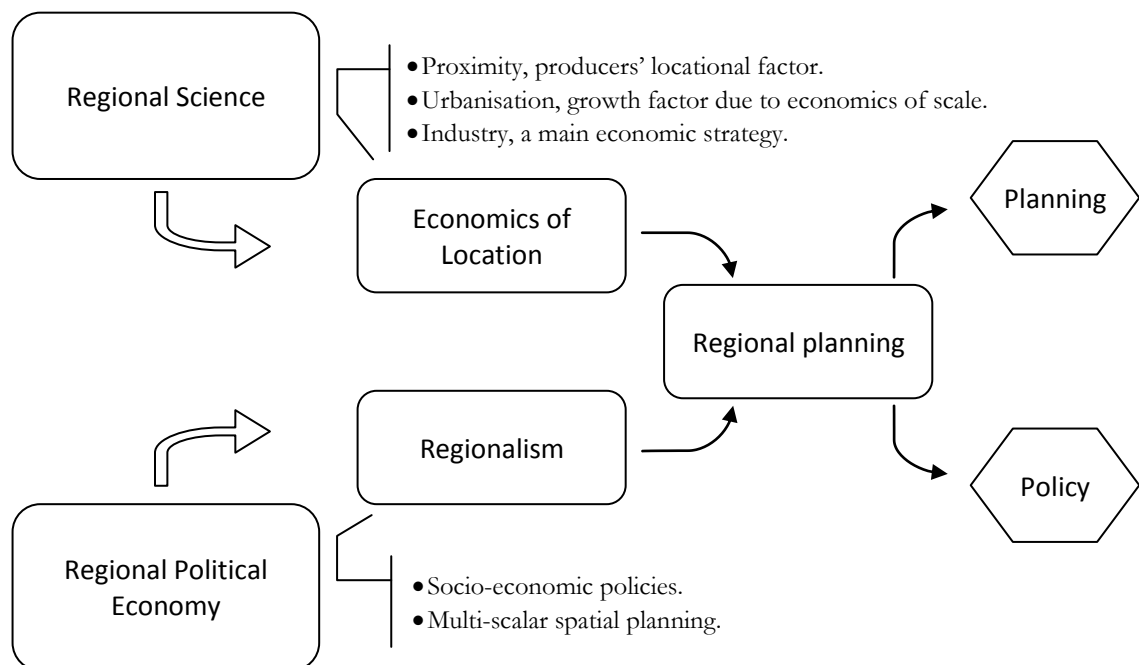 Regional Science
• Proximity, producers’ locational factor.
• Urbanisation, growth factor due to economics of scale.
• Industry, a main economic strategy.
Economics of
Location
Planning
Regional planning
Regionalism
Policy
Regional Political
Economy
• Socio-economic policies.
• Multi-scalar spatial planning.